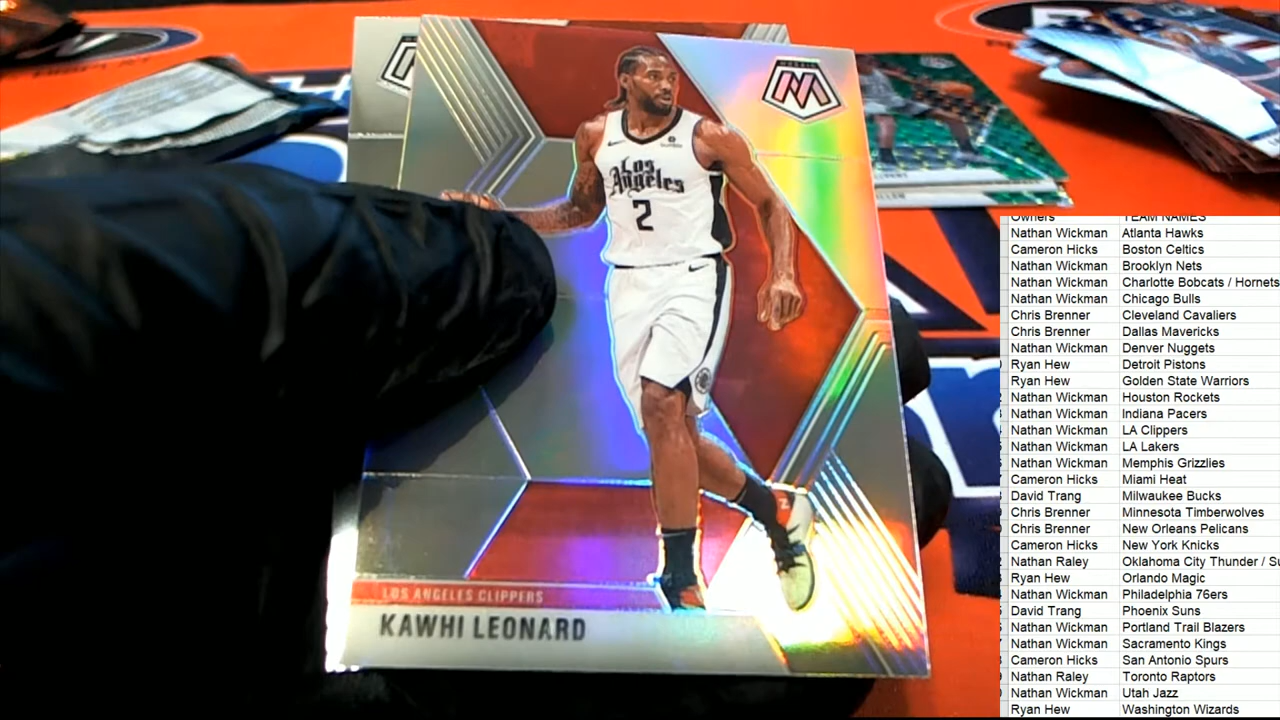 MOSAIC
Los
Angeles
2
LOS ANGELES CLIPPERS
KAWHI LEONARD
Owners TEAM NAMES
Nathan Wickman Atlanta Hawks
Cameron Hicks Boston Celtics
Nathan Wickman Brooklyn Nets
Nathan Wickman Charlotte Bobcats / Hornets
Nathan Wickman Chicago Bulls
Chris Brenner Cleveland Cavaliers
Chris Brenner Dallas Mavericks
Nathan Wickman Denver Nuggets
Ryan Hew Detroit Pistons
Ryan Hew Golden State Warriors
Nathan Wickman Houston Rockets
Nathan Wickman Indiana Pacers
Nathan Wickman LA Clippers
Nathan Wickman LA Lakers
Nathan Wickman Memphis Grizzlies
Cameron Hicks Miami Heat
David Trang Milwaukee Bucks
Chris Brenner Minnesota Timberwolves
Chris Brenner New Orleans Pelicans
Cameron Hicks New York Knicks
Nathan Raley Oklahoma City Thunder / Su
Ryan Hew Orlando Magic
Nathan Wickman Philadelphia 76ers
David Trang Phoenix Suns
Nathan Wickman Portland Trail Blazers
Nathan Wickman Sacramento Kings
Cameron Hicks San Antonio Spurs
Nathan Raley Toronto Raptors
Nathan Wickman Utah Jazz
Ryan Hew Washington Wizards